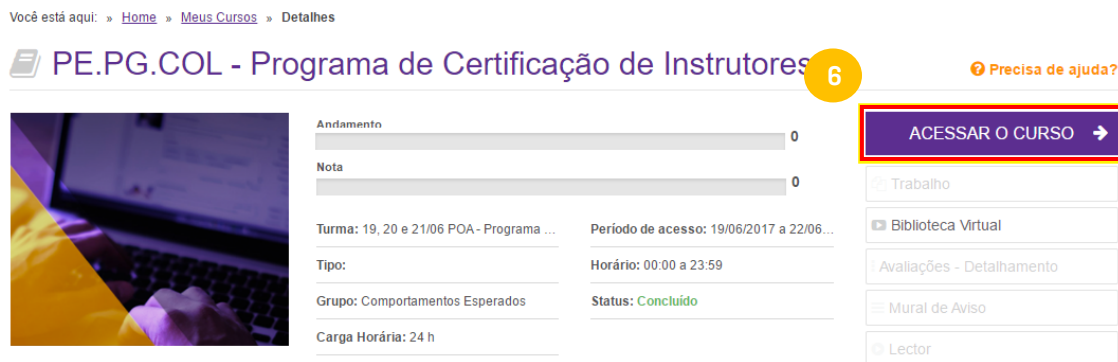 Você está aqui: » Home » Meus Cursos » Detalhes
PE.PG.COL - Programa de Certificação de Instrutores
6
Precisa de ajuda?
Andamento
0
Nota
0
Turma: 19, 20 e 21/06 POA - Programa ...
Período de acesso: 19/06/2017 a 22/06...
Tipo:
Horário: 00:00 a 23:59
Grupo: Comportamentos Esperados
Status: Concluído
Carga Horária: 24 h
ACESSAR O CURSO
Trabalho
Biblioteca Virtual
Avaliações - Detalhamento
Mural de Aviso
Lector